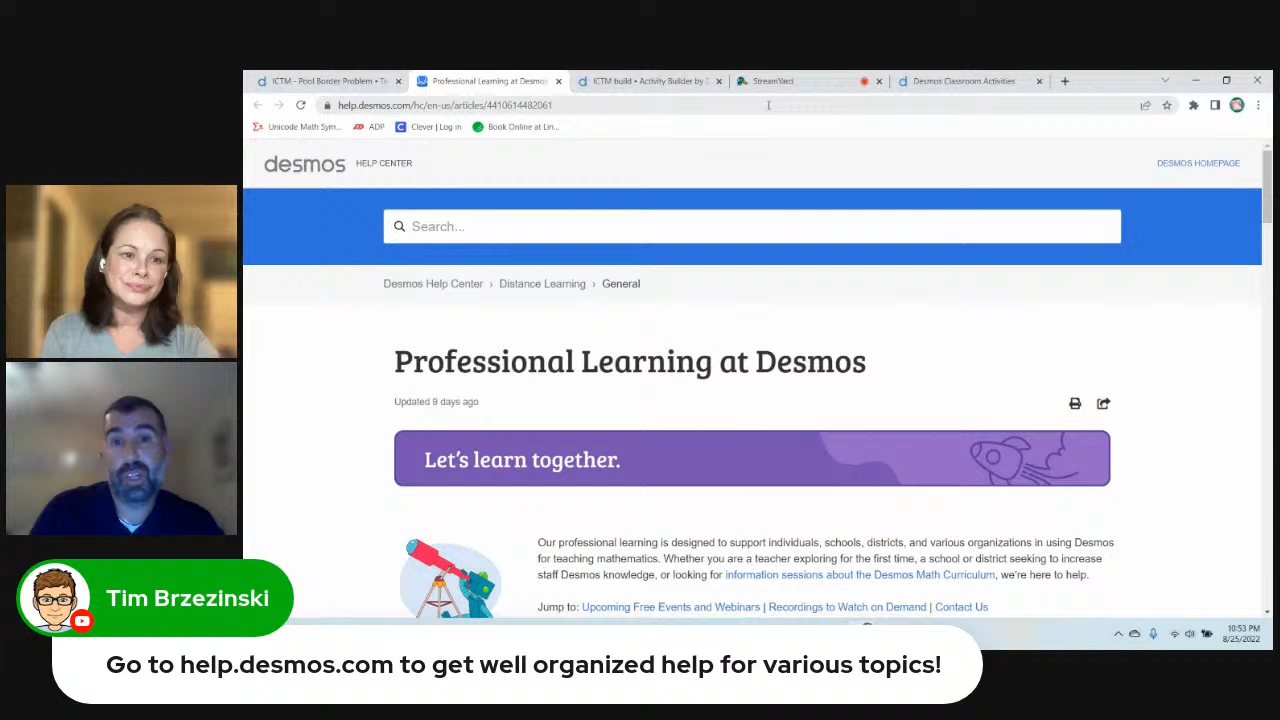 ICTM - Pool Border Problem • Te
Professional Learning at Desmos
ICTM build • Activity Builder by D
StreamYard
Desmos Classroom Activities
help.desmos.com/hc/en-us/articles/4410614482061
Unicode Math Sym...
ADP
Clever | Log in
Book Online at Lin...
desmos HELP CENTER
DESMOS HOMEPAGE
Search...
Desmos Help Center › Distance Learning › General
Professional Learning at Desmos
Updated 9 days ago
Let's learn together.
Our professional learning is designed to support individuals, schools, districts, and various organizations in using Desmos
for teaching mathematics. Whether you are a teacher exploring for the first time, a school or district seeking to increase
staff Desmos knowledge, or looking for information sessions about the Desmos Math Curriculum, we're here to help.
Jump to: Upcoming Free Events and Webinars | Recordings to Watch on Demand | Contact Us
10:53 PM
8/25/2022
Tim Brzezinski
Go to help.desmos.com to get well organized help for various topics!